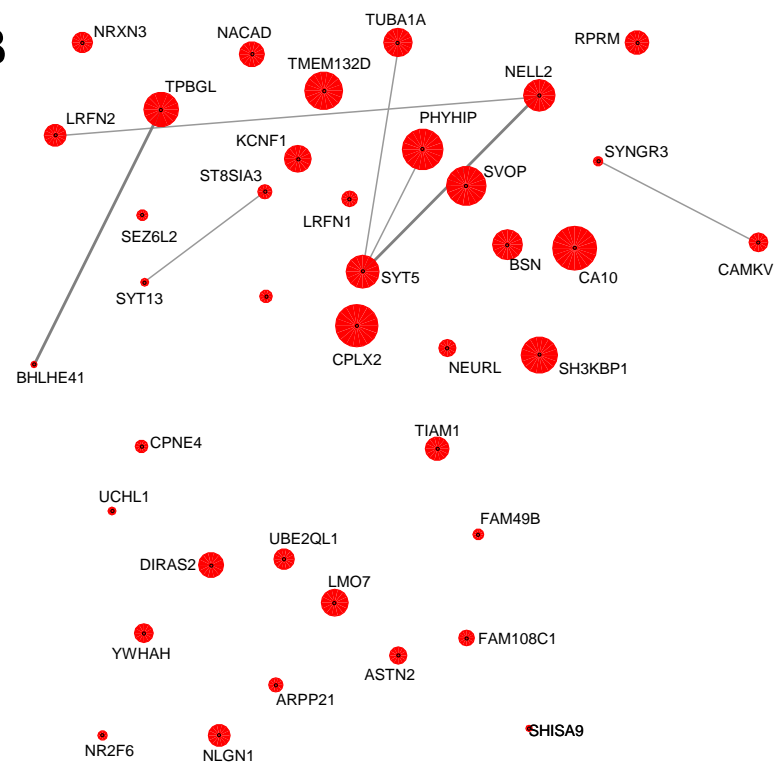 B
NRXN3
NACAD
TUBA1A
RPRM
TMEM132D
TPBGL
NELL2
LRFN2
PHYHIP
KCNF1
SYNGR3
ST8SIA3
SVOP
LRFN1
SEZ6L2
BSN
CA10
CAMKV
SYT5
SYT13
CPLX2
NEURL
SH3KBP1
BHLHE41
TIAM1
CPNE4
UCHL1
FAM49B
UBE2QL1
DIRAS2
LMO7
FAM108C1
YWHAH
ASTN2
ARPP21
SHISA9
NR2F6
NLGN1